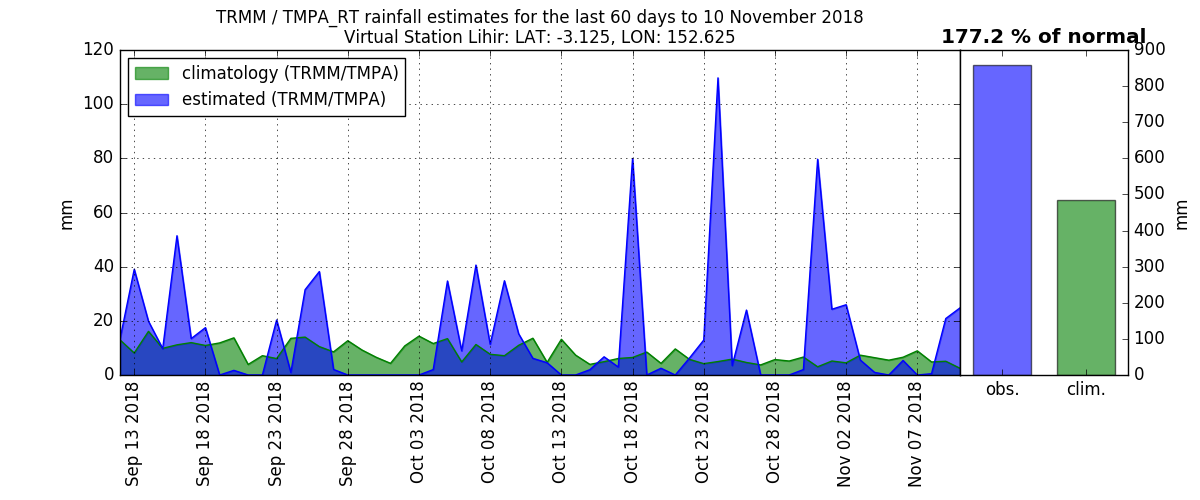 TRMM / TMPA_RT rainfall estimates for the last 60 days to 10 November 2018
Virtual Station Lihir: LAT: -3.125, LON: 152.625
177.2 % of normal
climatology (TRMM/TMPA)
estimated (TRMM/TMPA)
mm
120
100
80
60
40
20
0
Sep 13 2018
Sep 18 2018
Sep 23 2018
Sep 28 2018
Oct 03 2018
Oct 08 2018
Oct 13 2018
Oct 18 2018
Oct 23 2018
Oct 28 2018
Nov 02 2018
Nov 07 2018
obs.
clim.
900
800
700
600
500
400
300
200
100
0
mm